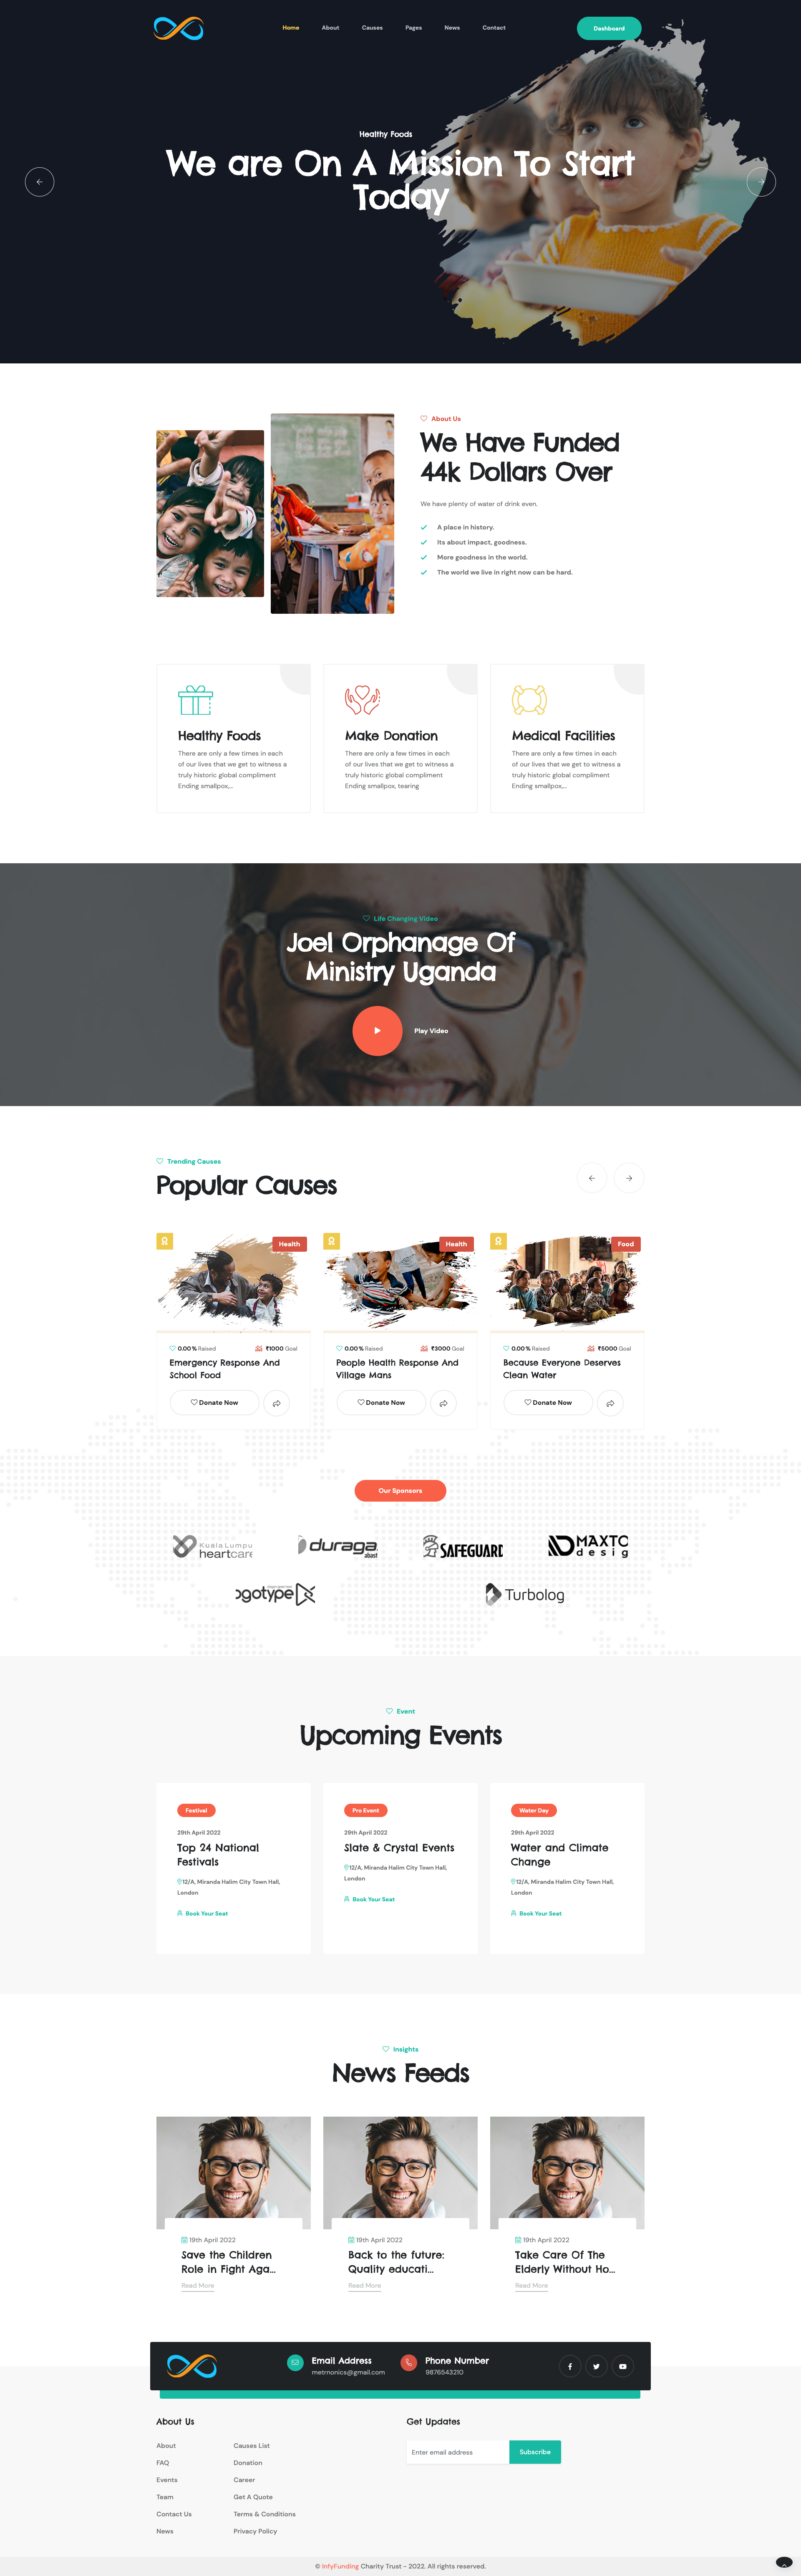 Home About Causes Pages News Contact Dashboard
Healthy Foods
We are On A Mission To Start
Today
About Us
We Have Funded
44k Dollars Over
We have plenty of water of drink even.
A place in history.
Its about impact, goodness.
More goodness in the world.
The world we live in right now can be hard.
Healthy Foods
There are only a few times in each
of our lives that we get to witness a
truly historic global compliment
Ending smallpox,...
Make Donation
There are only a few times in each
of our lives that we get to witness a
truly historic global compliment
Ending smallpox, tearing
Medical Facilities
There are only a few times in each
of our lives that we get to witness a
truly historic global compliment
Ending smallpox,...
Life Changing Video
Joel Orphanage Of
Ministry Uganda
Play Video
Trending Causes
Popular Causes
Health
0.00 % Raised ₹1000 Goal
Emergency Response And
School Food
Donate Now
Health
0.00 % Raised ₹3000 Goal
People Health Response And
Village Mans
Donate Now
Food
0.00 % Raised ₹5000 Goal
Because Everyone Deserves
Clean Water
Donate Now
Our Sponsors
Kuala Lumpu
heartcare
duraga
abast
SAFEGUARD
MAXTO
desig
ogotype
Turbolog
Event
Upcoming Events
Festival
29th April 2022
Top 24 National
Festivals
12/A, Miranda Halim City Town Hall,
London
Book Your Seat
Pro Event
29th April 2022
Slate & Crystal Events
12/A, Miranda Halim City Town Hall,
London
Book Your Seat
Water Day
29th April 2022
Water and Climate
Change
12/A, Miranda Halim City Town Hall,
London
Book Your Seat
Insights
News Feeds
19th April 2022
Save the Children
Role in Fight Aga...
Read More
19th April 2022
Back to the future:
Quality educati...
Read More
19th April 2022
Take Care Of The
Elderly Without Ho...
Read More
Email Address
metrnonics@gmail.com
Phone Number
9876543210
About Us
About
FAQ
Events
Team
Contact Us
News
Causes List
Donation
Career
Get A Quote
Terms & Conditions
Privacy Policy
Get Updates
Enter email address Subscribe
© InfyFunding Charity Trust - 2022. All rights reserved.